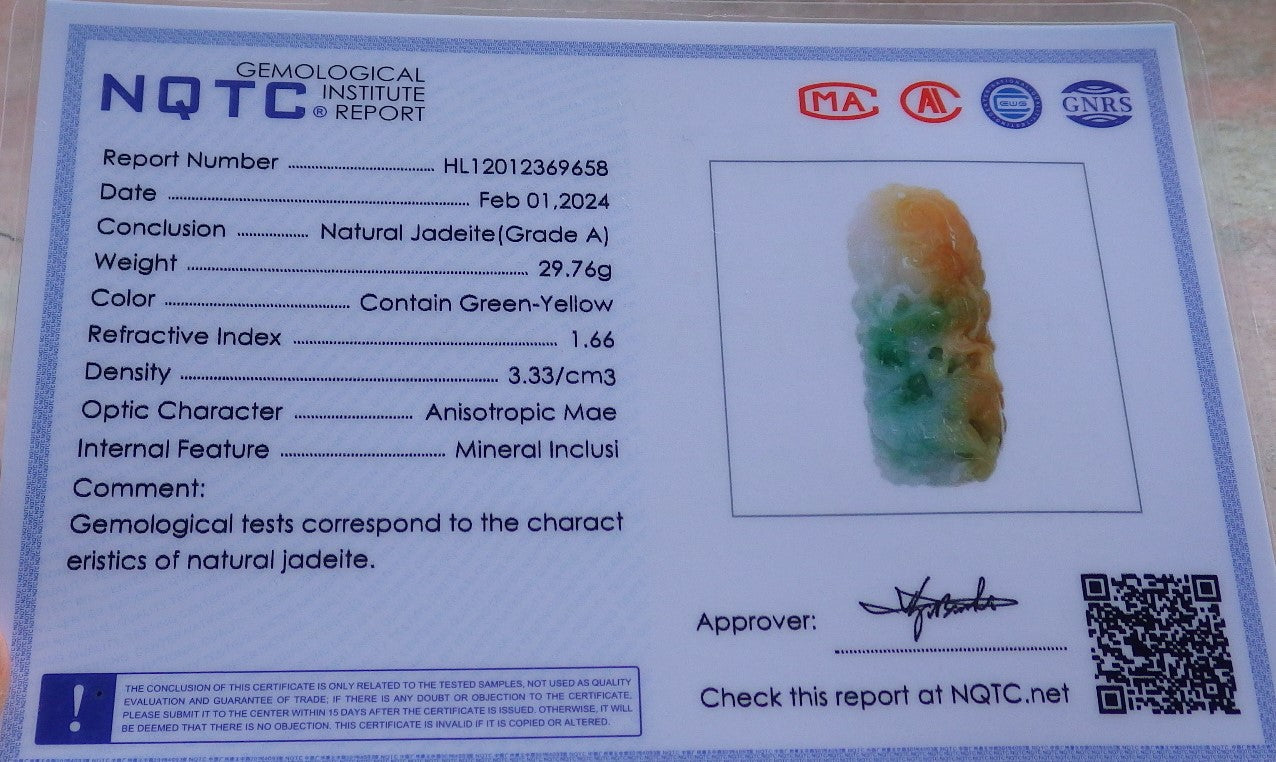 NQTC® GEMOLOGICAL INSTITUTE REPORT
MA
AL
EWG
GNRS
Report Number ........ HL12012369658
Date ........ Feb 01,2024
Conclusion ........ Natural Jadeite(Grade A)
Weight ........ 29.76g
Color ........ Contain Green-Yellow
Refractive Index ........ 1.66
Density ........ 3.33/cm3
Optic Character ........ Anisotropic Mae
Internal Feature ........ Mineral Inclusi
Comment:
Gemological tests correspond to the charact
eristics of natural jadeite.
Approver:
Check this report at NQTC.net
! THE CONCLUSION OF THIS CERTIFICATE IS ONLY RELATED TO THE TESTED SAMPLES, NOT USED AS QUALITY
EVALUATION AND GUARANTEE OF TRADE; IF THERE IS ANY DOUBT OR OBJECTION TO THE CERTIFICATE,
PLEASE SUBMIT IT TO THE CENTER WITHIN 15 DAYS AFTER THE CERTIFICATE IS ISSUED. OTHERWISE, IT WILL
BE DEEMED THAT THERE IS NO OBJECTION. THIS CERTIFICATE IS INVALID IF IT IS COPIED OR ALTERED.